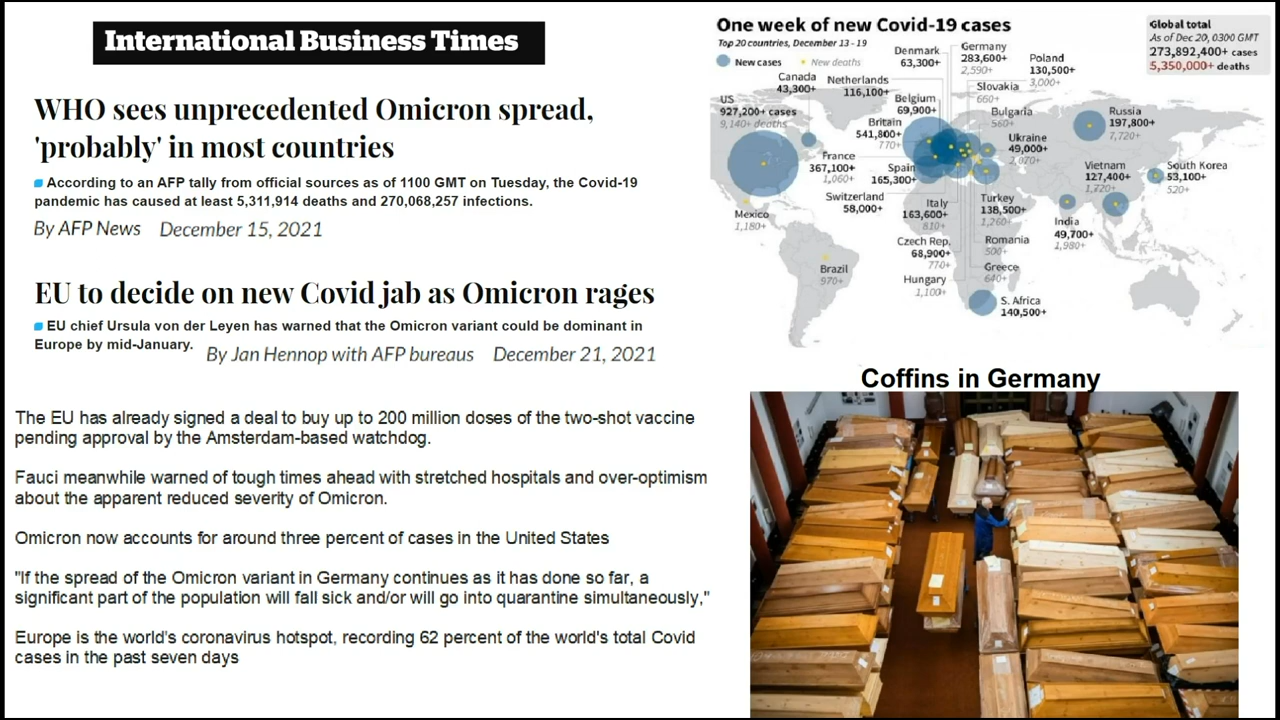 International Business Times
WHO sees unprecedented Omicron spread,
'probably' in most countries
According to an AFP tally from official sources as of 1100 GMT on Tuesday, the Covid-19
pandemic has caused at least 5,311,914 deaths and 270,068,257 infections.
By AFP News December 15, 2021
EU to decide on new Covid jab as Omicron rages
EU chief Ursula von der Leyen has warned that the Omicron variant could be dominant in
Europe by mid-January.
By Jan Hennop with AFP bureaus December 21, 2021
The EU has already signed a deal to buy up to 200 million doses of the two-shot vaccine
pending approval by the Amsterdam-based watchdog.
Fauci meanwhile warned of tough times ahead with stretched hospitals and over-optimism
about the apparent reduced severity of Omicron.
Omicron now accounts for around three percent of cases in the United States
"If the spread of the Omicron variant in Germany continues as it has done so far, a
significant part of the population will fall sick and/or will go into quarantine simultaneously,"
Europe is the world's coronavirus hotspot, recording 62 percent of the world's total Covid
cases in the past seven days
One week of new Covid-19 cases
Top 20 countries, December 13 - 19
New cases New deaths
Global total
As of Dec 20, 0300 GMT
273,892,400+ cases
5,350,000+ deaths
Canada
43,300+
US
927,200+ cases
9,140+ deaths
Mexico
1,180+
Brazil
970+
Denmark
63,300+
Netherlands
116,100+
Belgium
69,900+
Britain
541,800+
770+
France
367,100+
1,060+
Spain
165,300+
Switzerland
58,000+
Italy
163,600+
810+
Czech Rep,
68,900+
770+
Hungary
1,100+
Germany
283,600+
2,590+
Poland
130,500+
3,000+
Slovakia
660+
Bulgaria
560+
Ukraine
49,000+
2,070+
Turkey
138,500+
1,260+
Romania
500+
Greece
640+
S. Africa
140,500+
Russia
197,800+
7,720+
Vietnam
127,400+
1,720+
South Korea
53,100+
520+
India
49,700+
1,980+
Coffins in Germany